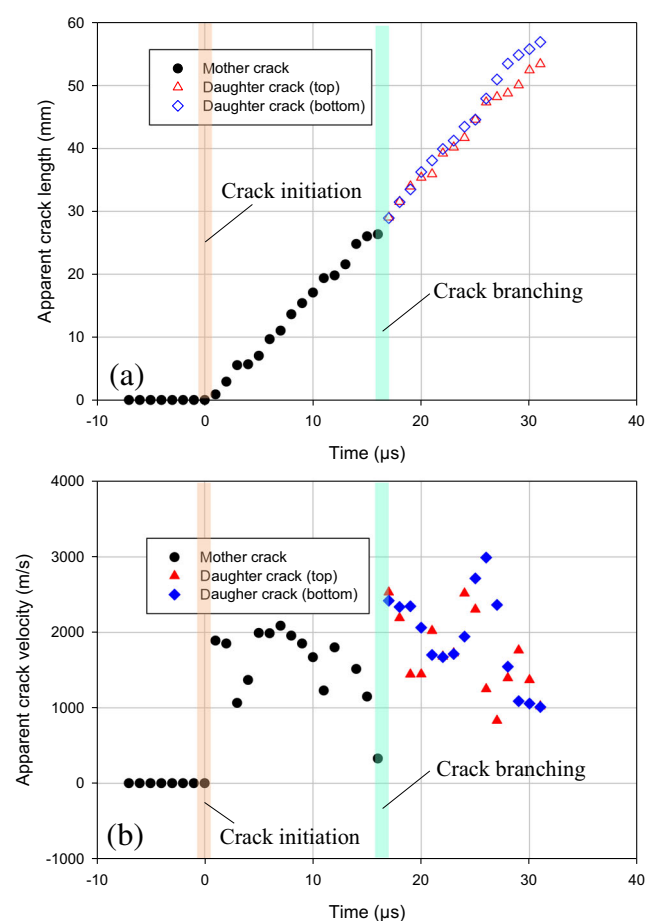 60
50
40
30
20
10
0
Apparent crack length (mm)
Mother crack
Daughter crack (top)
Daughter crack (bottom)
Crack initiation
Crack branching
(a)
-10 0 10 20 30 40
Time (µs)
4000
3000
2000
1000
0
-1000
Apparent crack velocity (m/s)
Mother crack
Daughter crack (top)
Daugher crack (bottom)
Crack branching
Crack initiation
(b)
-10 0 10 20 30 40
Time (µs)